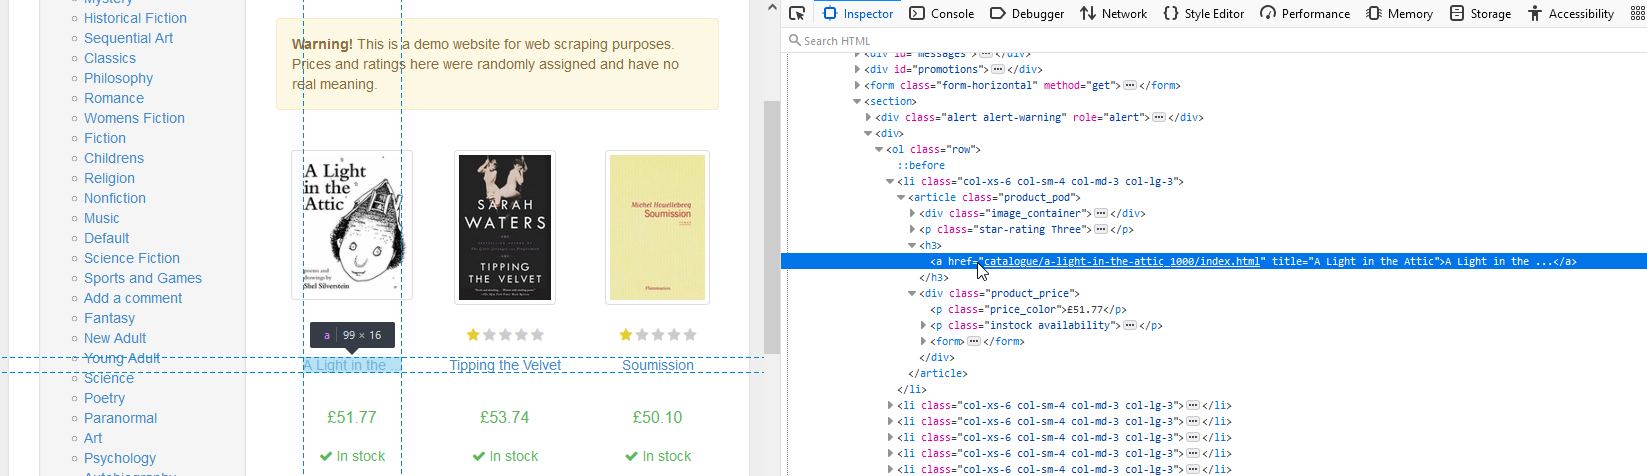 Mystery
Historical Fiction
Sequential Art
Classics
Philosophy
Romance
Womens Fiction
Fiction
Childrens
Religion
Nonfiction
Music
Default
Science Fiction
Sports and Games
Add a comment
Fantasy
New Adult
Young Adult
Science
Poetry
Paranormal
Art
Psychology
Autobiography
Warning! This is a demo website for web scraping purposes.
Prices and ratings here were randomly assigned and have no
real meaning.
A Light
in the
Attic
poems and
drawings by
Shel Silverstein
SARAH
WATERS
TIPPING
THE VELVET
Michel Houellebecq
Soumission
Flammarion
a 99 × 16
A Light in the
Tipping the Velvet
Soumission
£51.77
£53.74
£50.10
In stock
In stock
In stock
Inspector Console Debugger Network Style Editor Performance Memory Storage Accessibility
Search HTML
<div id="messages"></div>
<div id="promotions"></div>
<form class="form-horizontal" method="get"></form>
<section>
<div class="alert alert-warning" role="alert"></div>
<div>
<ol class="row">
::before
<li class="col-xs-6 col-sm-4 col-md-3 col-lg-3">
<article class="product_pod">
<div class="image_container"></div>
<p class="star-rating Three"></p>
<h3>
<a href="catalogue/a-light-in-the-attic_1000/index.html" title="A Light in the Attic">A Light in the ...</a>
</h3>
<div class="product_price">
<p class="price_color">£51.77</p>
<p class="instock availability"></p>
<form></form>
</div>
</article>
</li>
<li class="col-xs-6 col-sm-4 col-md-3 col-lg-3"></li>
<li class="col-xs-6 col-sm-4 col-md-3 col-lg-3"></li>
<li class="col-xs-6 col-sm-4 col-md-3 col-lg-3"></li>
<li class="col-xs-6 col-sm-4 col-md-3 col-lg-3"></li>
<li class="col-xs-6 col-sm-4 col-md-3 col-lg-3"></li>